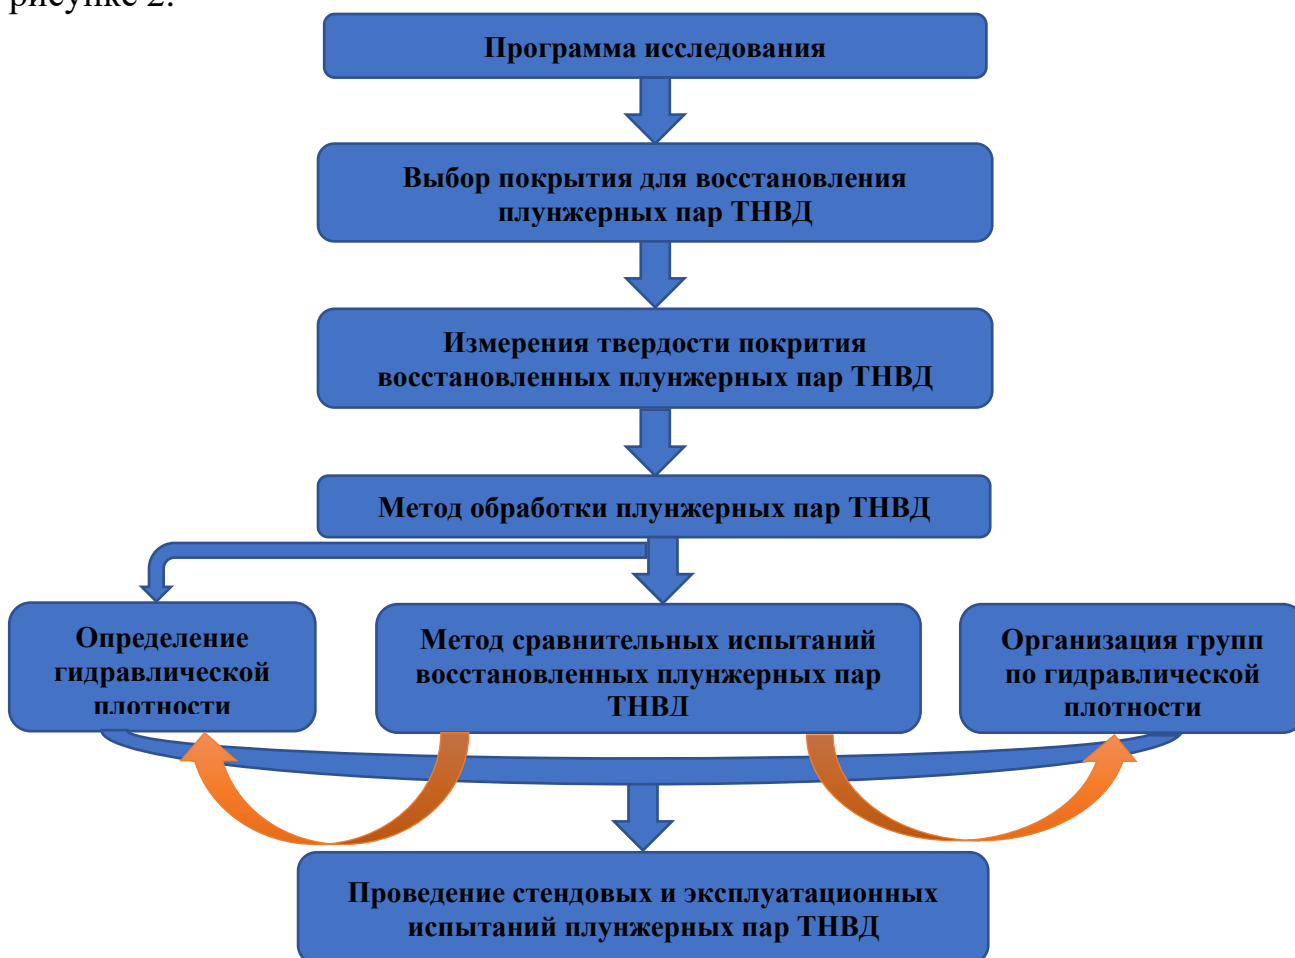 рисунке 2.
Программа исследования
Выбор покрытия для восстановления
плунжерных пар ТНВД
Измерения твердости покрития
восстановленных плунжерных пар ТНВД
Метод обработки плунжерных пар ТНВД
Определение
гидравлической
плотности
Метод сравнительных испытаний
восстановленных плунжерных пар
ТНВД
Организация групп
по гидравлической
плотности
Проведение стендовых и эксплуатационных
испытаний плунжерных пар ТНВД